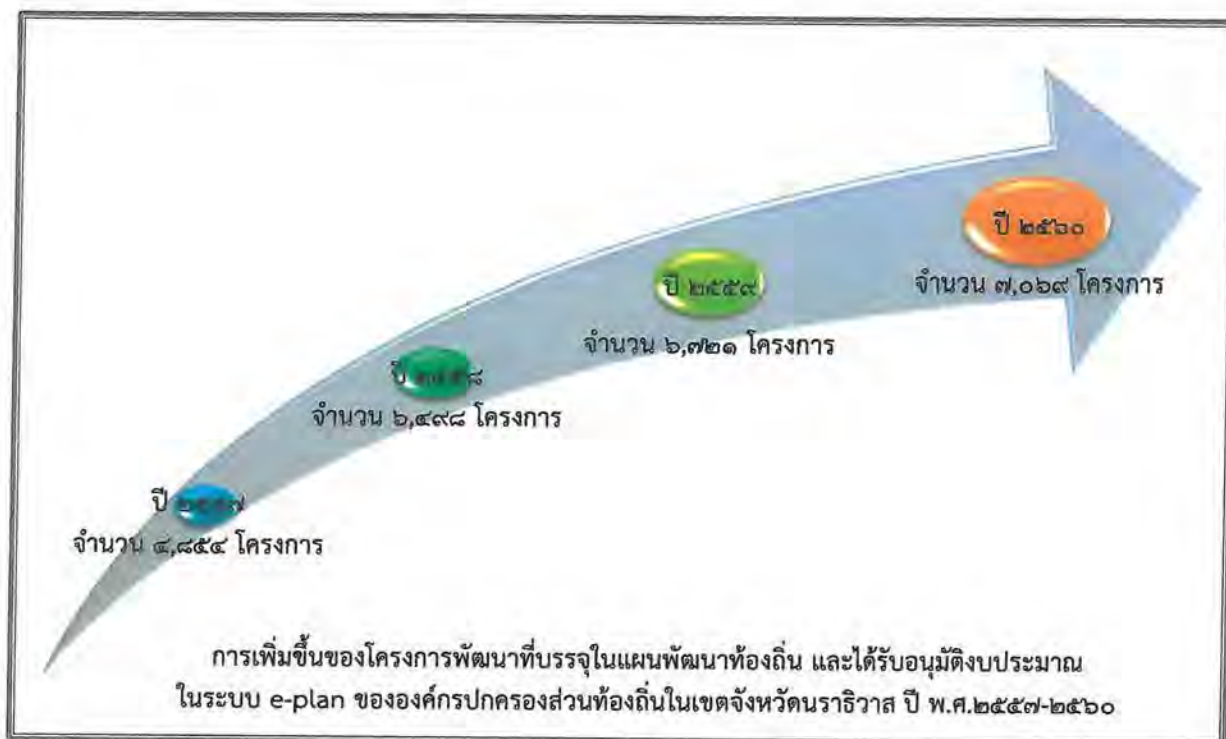 ปี ๒๕๖๐
จำนวน ๗,๐๖๙ โครงการ
ปี ๒๕๕๙
จำนวน ๖,๗๒๑ โครงการ
ปี ๒๕๕๘
จำนวน ๖,๔๙๘ โครงการ
ปี ๒๕๕๗
จำนวน ๔,๘๕๔ โครงการ
การเพิ่มขึ้นของโครงการพัฒนาที่บรรจุในแผนพัฒนาท้องถิ่น และได้รับอนุมัติงบประมาณ
ในระบบ e-plan ขององค์กรปกครองส่วนท้องถิ่นในเขตจังหวัดนราธิวาส ปี พ.ศ.๒๕๕๗-๒๕๖๐